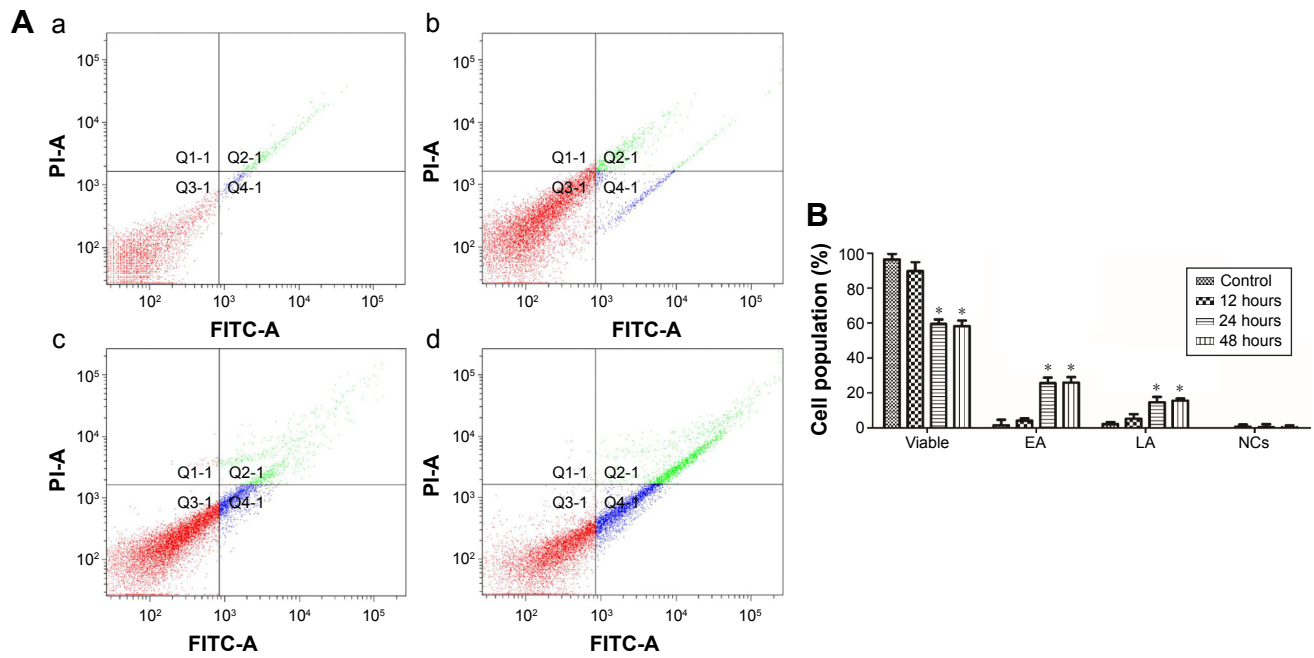 A
a
10⁵
10⁴
10³
10²
Q1-1 Q2-1
Q3-1 Q4-1
PI-A
10² 10³ 10⁴ 10⁵
FITC-A
b
10⁵
10⁴
10³
10²
Q1-1 Q2-1
Q3-1 Q4-1
PI-A
10² 10³ 10⁴ 10⁵
FITC-A
c
10⁵
10⁴
10³
10²
Q1-1 Q2-1
Q3-1 Q4-1
PI-A
10² 10³ 10⁴ 10⁵
FITC-A
d
10⁵
10⁴
10³
10²
Q1-1 Q2-1
Q3-1 Q4-1
PI-A
10² 10³ 10⁴ 10⁵
FITC-A
B
Cell population (%)
100
80
60
40
20
0
* *
* *
* *
Viable EA LA NCs
Control
12 hours
24 hours
48 hours